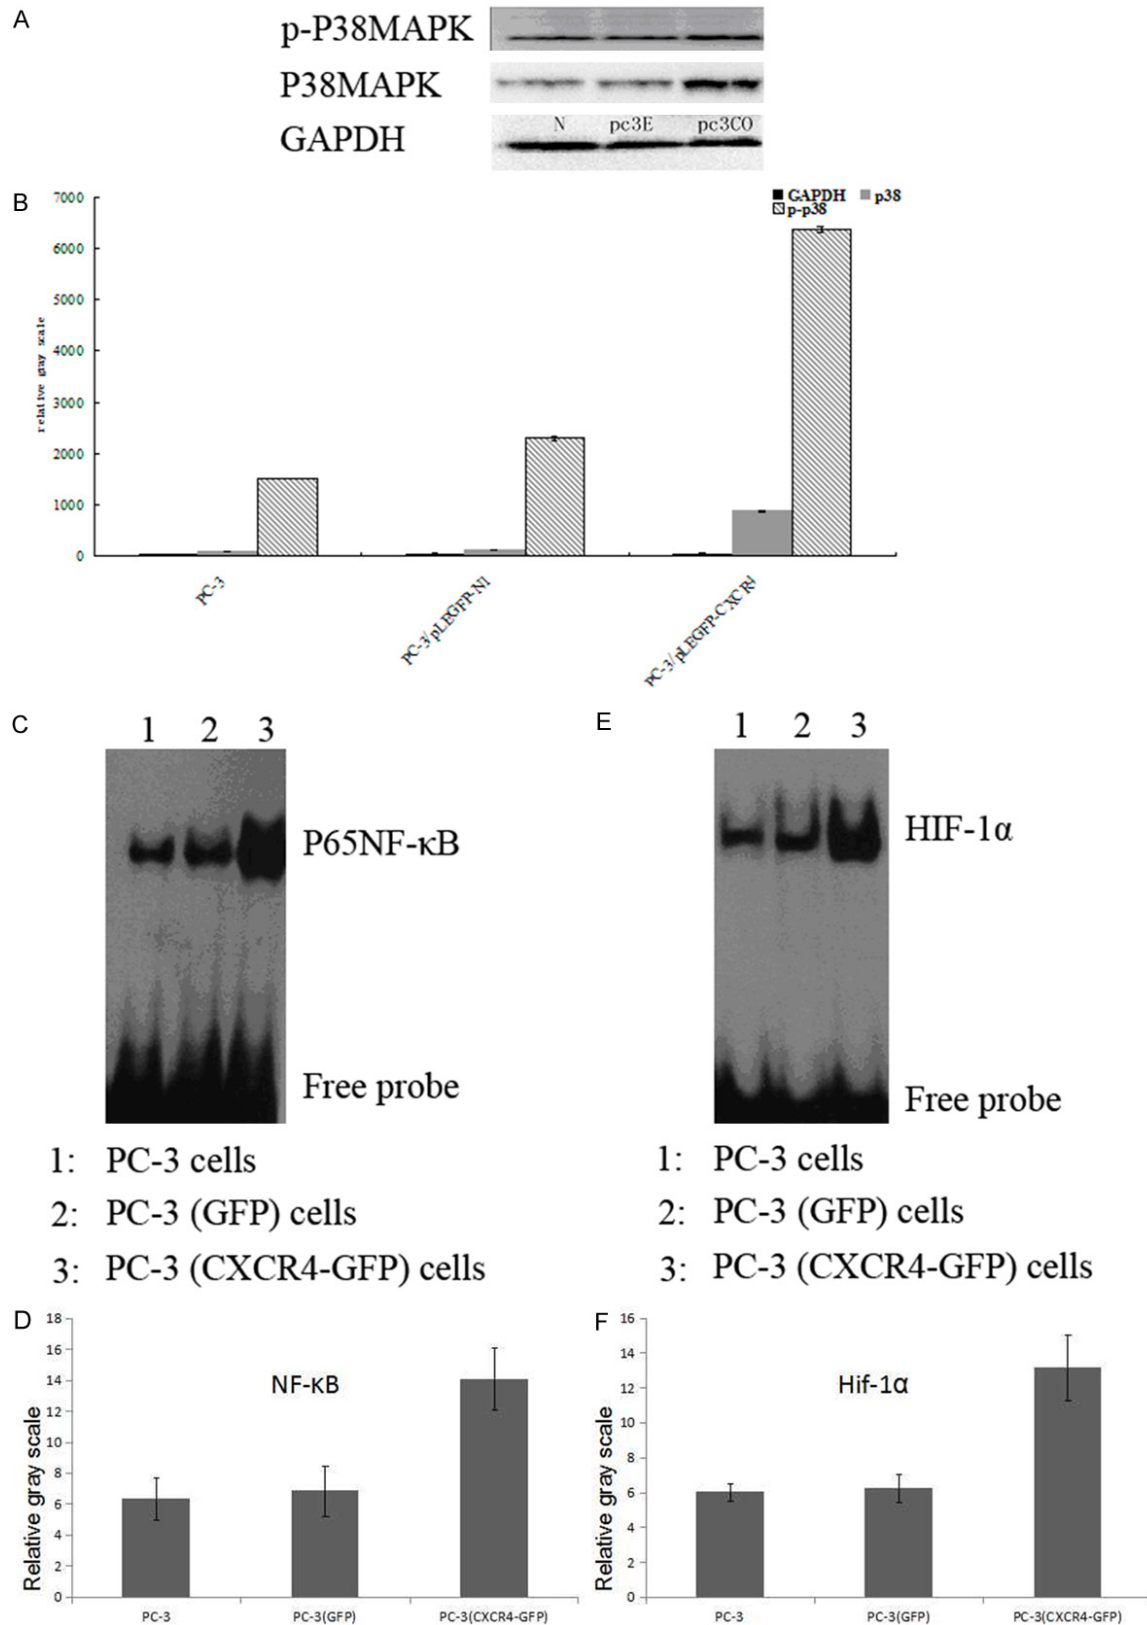 A
p-P38MAPK
P38MAPK
GAPDH
N pc3E pc3CO
B
GAPDH p38
p-p38
relative gray scale
7000
6000
5000
4000
3000
2000
1000
0
PC-3
PC-3/pLEGFP-N1
PC-3/pLEGFP-CXCR4
C
1 2 3
P65NF-κB
Free probe
1: PC-3 cells
2: PC-3 (GFP) cells
3: PC-3 (CXCR4-GFP) cells
E
1 2 3
HIF-1α
Free probe
1: PC-3 cells
2: PC-3 (GFP) cells
3: PC-3 (CXCR4-GFP) cells
D
NF-κB
Relative gray scale
18
16
14
12
10
8
6
4
2
0
PC-3 PC-3(GFP) PC-3(CXCR4-GFP)
F
Hif-1α
Relative gray scale
16
14
12
10
8
6
4
2
0
PC-3 PC-3(GFP) PC-3(CXCR4-GFP)